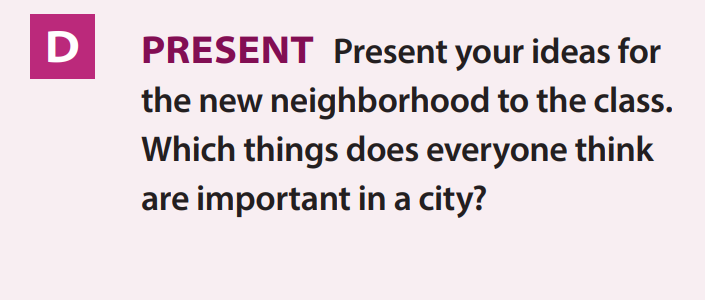 D PRESENT Present your ideas for
the new neighborhood to the class.
Which things does everyone think
are important in a city?